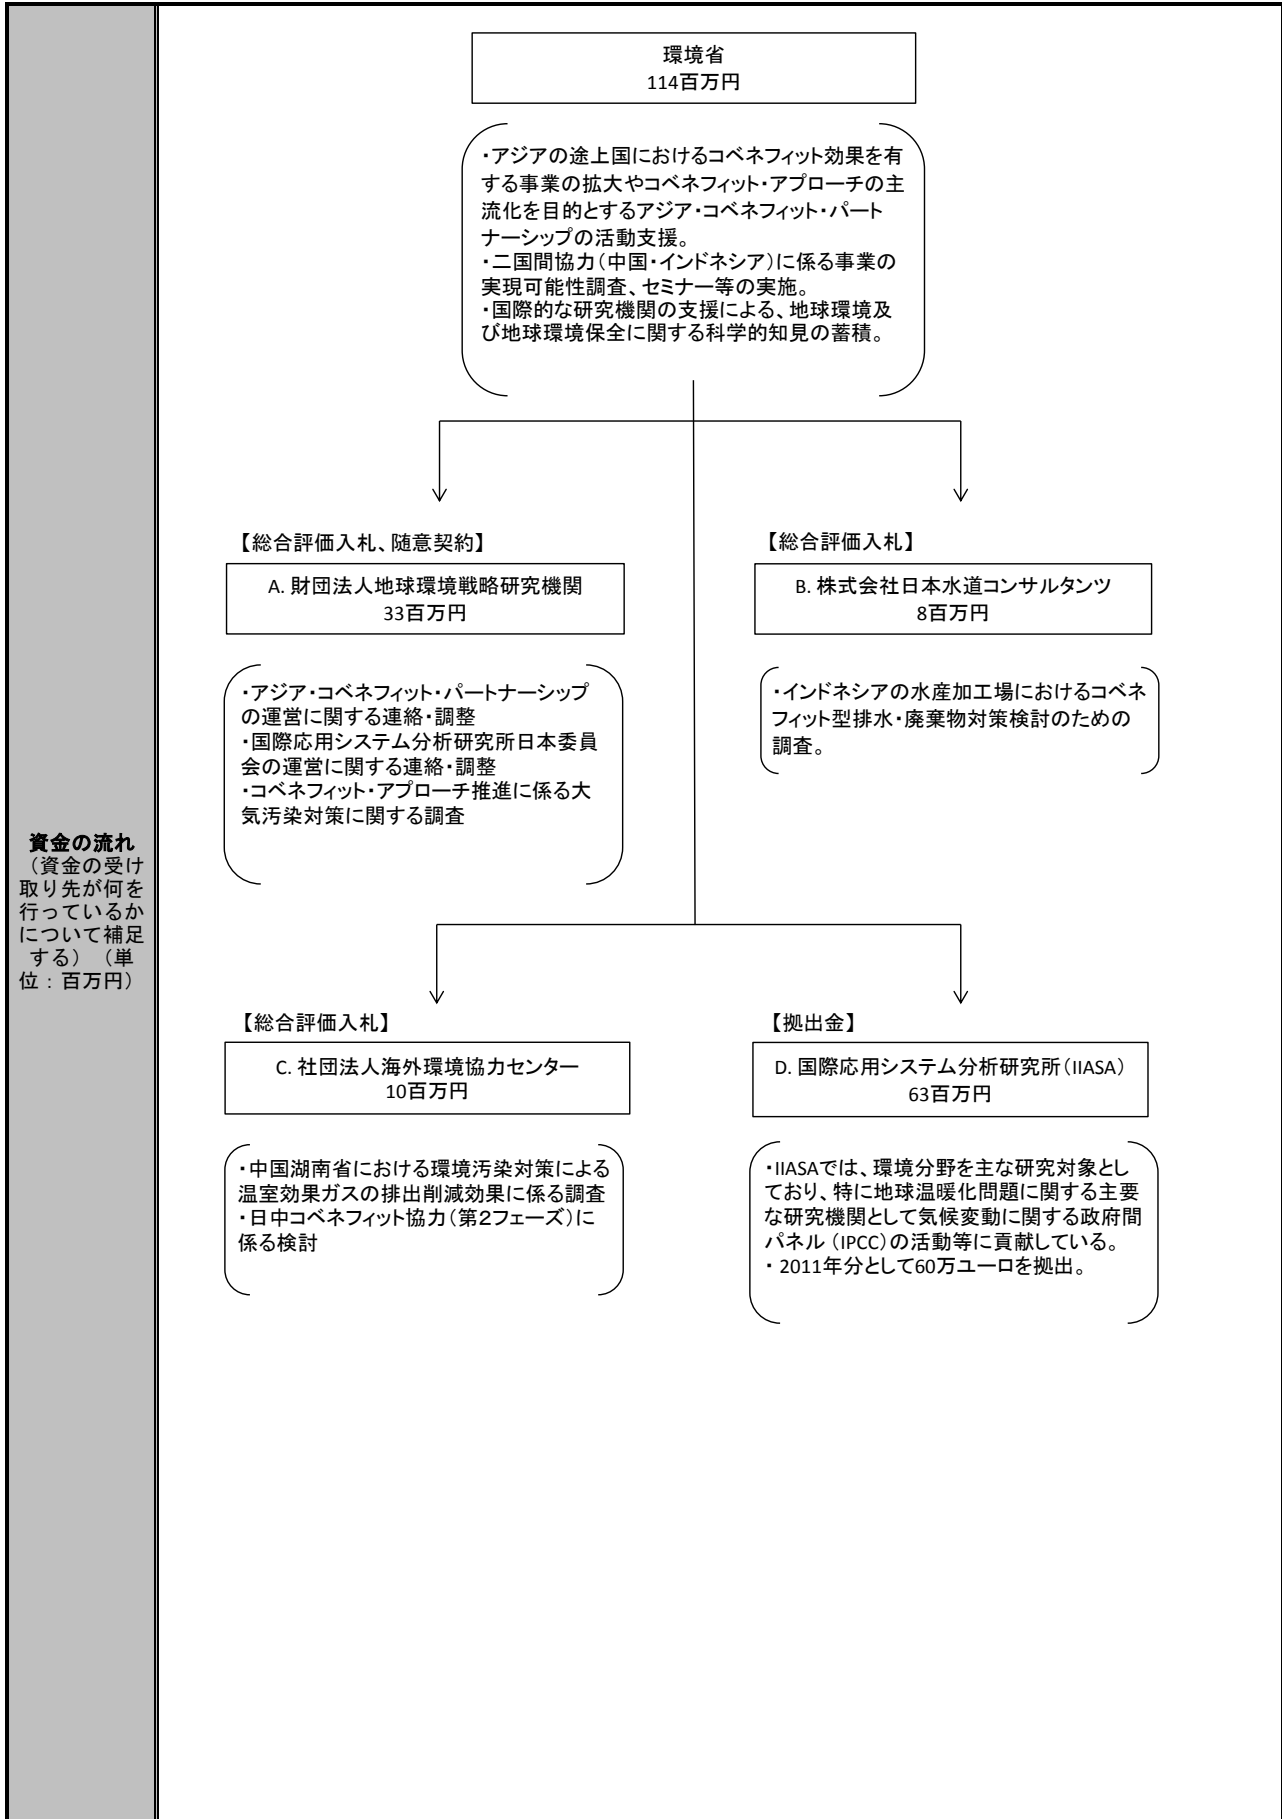 資金の流れ
（資金の受け
取り先が何を
行っているか
について補足
する）（単
位：百万円）
環境省
114百万円
・アジアの途上国におけるコベネフィット効果を有
する事業の拡大やコベネフィット・アプローチの主
流化を目的とするアジア・コベネフィット・パート
ナーシップの活動支援。
・二国間協力（中国・インドネシア）に係る事業の
実現可能性調査、セミナー等の実施。
・国際的な研究機関の支援による、地球環境及
び地球環境保全に関する科学的知見の蓄積。
【総合評価入札、随意契約】
A. 財団法人地球環境戦略研究機関
33百万円
・アジア・コベネフィット・パートナーシップ
の運営に関する連絡・調整
・国際応用システム分析研究所日本委員
会の運営に関する連絡・調整
・コベネフィット・アプローチ推進に係る大
気汚染対策に関する調査
【総合評価入札】
B. 株式会社日本水道コンサルタンツ
8百万円
・インドネシアの水産加工場におけるコベネ
フィット型排水・廃棄物対策検討のための
調査。
【総合評価入札】
C. 社団法人海外環境協力センター
10百万円
・中国湖南省における環境汚染対策による
温室効果ガスの排出削減効果に係る調査
・日中コベネフィット協力（第２フェーズ）に
係る検討
【拠出金】
D. 国際応用システム分析研究所（IIASA）
63百万円
・IIASAでは、環境分野を主な研究対象とし
ており、特に地球温暖化問題に関する主要
な研究機関として気候変動に関する政府間
パネル（IPCC）の活動等に貢献している。
・ 2011年分として60万ユーロを拠出。